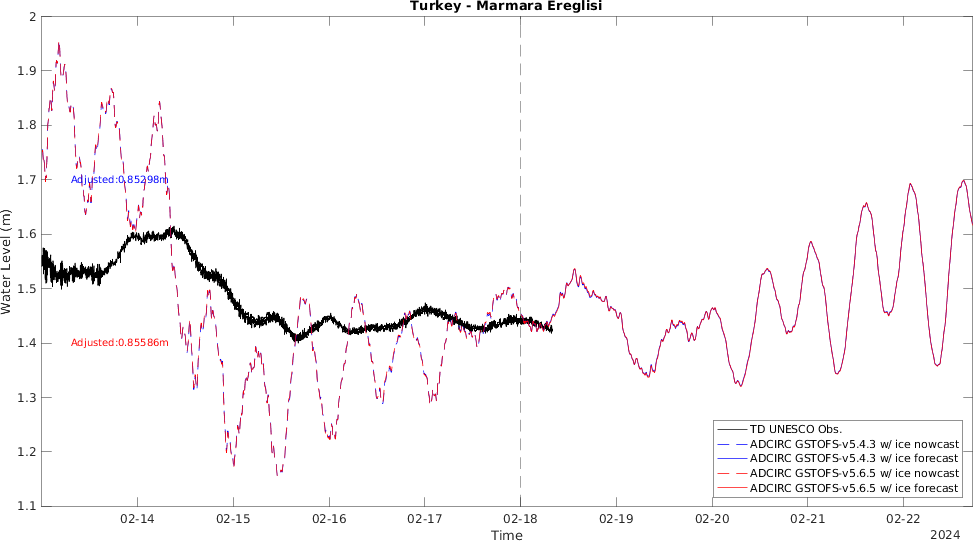 Turkey - Marmara Ereglisi
2
1.9
1.8
1.7
1.6
1.5
1.4
1.3
1.2
1.1
Water Level (m)
Adjusted:0.85298m
Adjusted:0.85586m
TD UNESCO Obs.
ADCIRC GSTOFS-v5.4.3 w/ ice nowcast
ADCIRC GSTOFS-v5.4.3 w/ ice forecast
ADCIRC GSTOFS-v5.6.5 w/ ice nowcast
ADCIRC GSTOFS-v5.6.5 w/ ice forecast
02-14 02-15 02-16 02-17 02-18 02-19 02-20 02-21 02-22
Time
2024